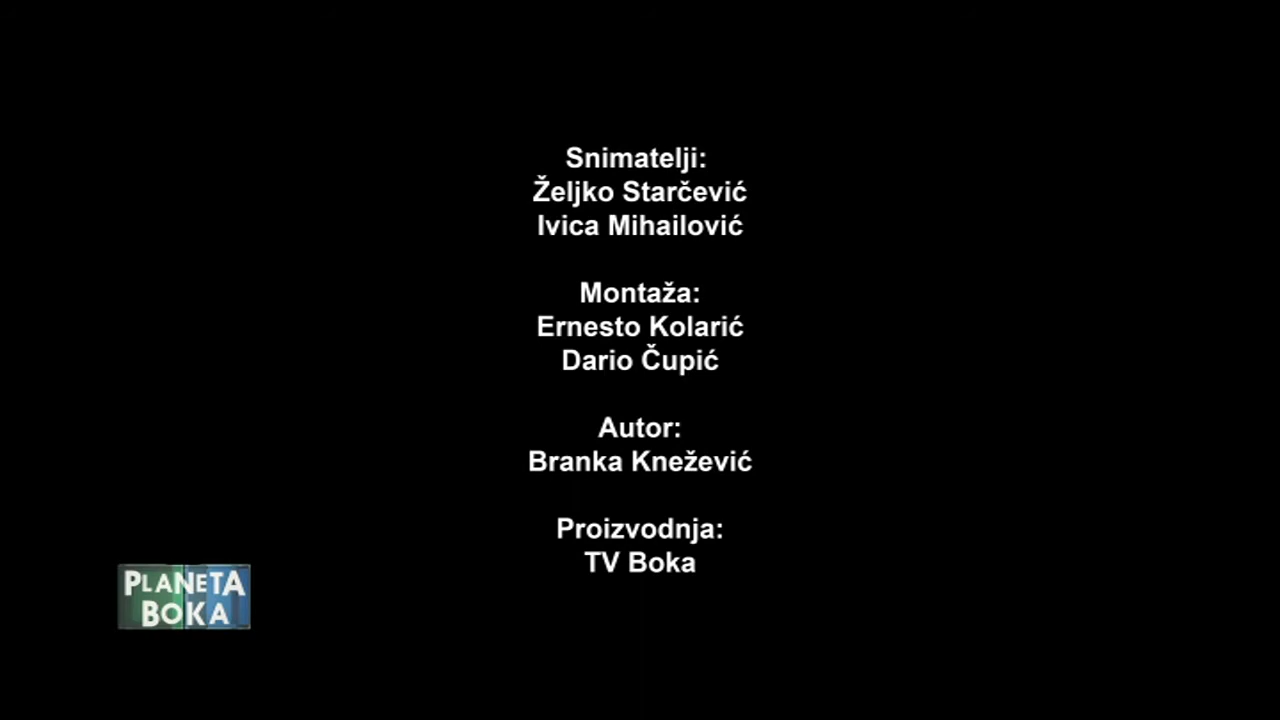 Snimatelji:
Željko Starčević
Ivica Mihailović
Montaža:
Ernesto Kolarić
Dario Čupić
Autor:
Branka Knežević
Proizvodnja:
TV Boka
PLANETA
BOKA